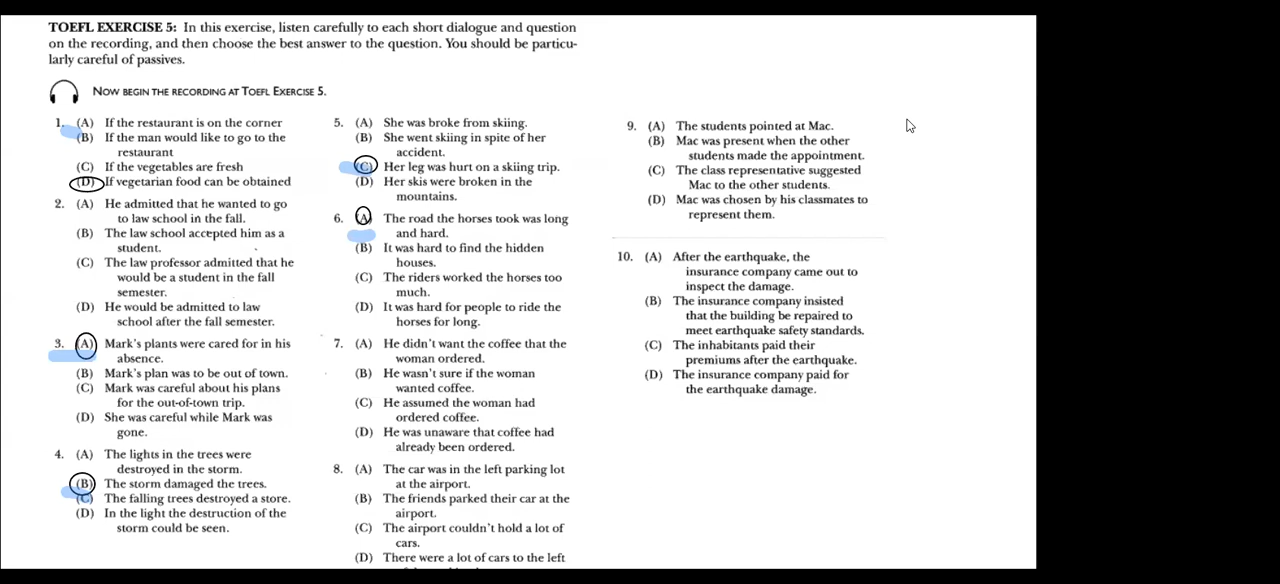 TOEFL EXERCISE 5: In this exercise, listen carefully to each short dialogue and question
on the recording, and then choose the best answer to the question. You should be particu-
larly careful of passives.
NOW BEGIN THE RECORDING AT TOEFL EXERCISE 5.
1. (A) If the restaurant is on the corner
(B) If the man would like to go to the
restaurant
(C) If the vegetables are fresh
(D) If vegetarian food can be obtained
2. (A) He admitted that he wanted to go
to law school in the fall.
(B) The law school accepted him as a
student.
(C) The law professor admitted that he
would be a student in the fall
semester.
(D) He would be admitted to law
school after the fall semester.
3. (A) Mark's plants were cared for in his
absence.
(B) Mark's plan was to be out of town.
(C) Mark was careful about his plans
for the out-of-town trip.
(D) She was careful while Mark was
gone.
4. (A) The lights in the trees were
destroyed in the storm.
(B) The storm damaged the trees.
(C) The falling trees destroyed a store.
(D) In the light the destruction of the
storm could be seen.
5. (A) She was broke from skiing.
(B) She went skiing in spite of her
accident.
(C) Her leg was hurt on a skiing trip.
(D) Her skis were broken in the
mountains.
6. (A) The road the horses took was long
and hard.
(B) It was hard to find the hidden
houses.
(C) The riders worked the horses too
much.
(D) It was hard for people to ride the
horses for long.
7. (A) He didn't want the coffee that the
woman ordered.
(B) He wasn't sure if the woman
wanted coffee.
(C) He assumed the woman had
ordered coffee.
(D) He was unaware that coffee had
already been ordered.
8. (A) The car was in the left parking lot
at the airport.
(B) The friends parked their car at the
airport.
(C) The airport couldn't hold a lot of
cars.
(D) There were a lot of cars to the left
9. (A) The students pointed at Mac.
(B) Mac was present when the other
students made the appointment.
(C) The class representative suggested
Mac to the other students.
(D) Mac was chosen by his classmates to
represent them.
10. (A) After the earthquake, the
insurance company came out to
inspect the damage.
(B) The insurance company insisted
that the building be repaired to
meet earthquake safety standards.
(C) The inhabitants paid their
premiums after the earthquake.
(D) The insurance company paid for
the earthquake damage.